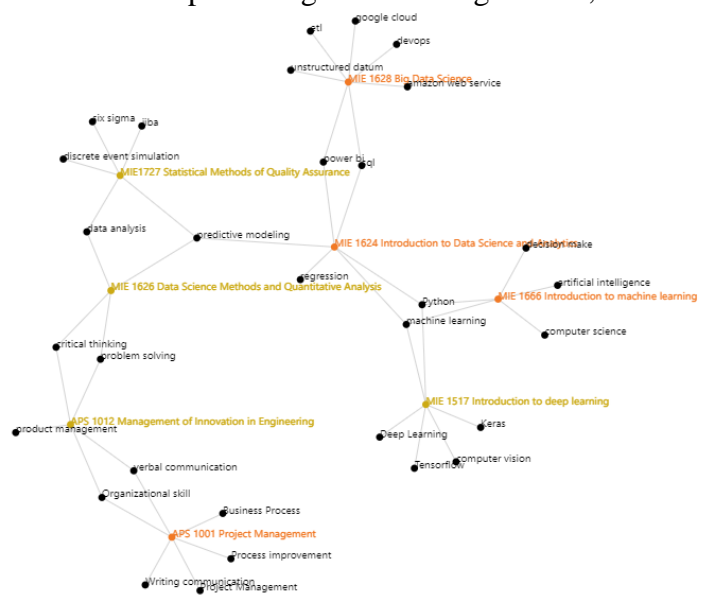 etl
google cloud
devops
unstructured datum
MIE 1628 Big Data Science
amazon web service
six sigma
iiba
discrete event simulation
power bi
sql
MIE1727 Statistical Methods of Quality Assurance
data analysis
predictive modeling
MIE 1624 Introduction to Data Science and Analytics
decision make
regression
MIE 1626 Data Science Methods and Quantitative Analysis
artificial intelligence
Python
MIE 1666 Introduction to machine learning
machine learning
computer science
critical thinking
problem solving
MIE 1517 Introduction to deep learning
APS 1012 Management of Innovation in Engineering
product management
Keras
Deep Learning
Tensorflow
computer vision
verbal communication
Organizational skill
Business Process
APS 1001 Project Management
Process improvement
Writing communication
Project Management